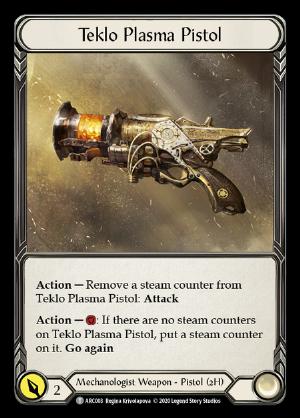 Teklo Plasma Pistol
Action — Remove a steam counter from
Teklo Plasma Pistol: Attack
Action — : If there are no steam counters
on Teklo Plasma Pistol, put a steam counter
on it. Go again
2
Mechanologist Weapon - Pistol (2H)
ARC003 Regina Krivolapova © 2020 Legend Story Studios